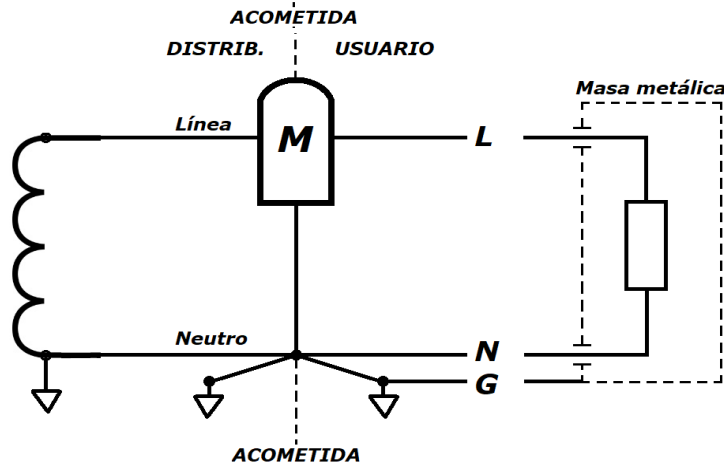 ACOMETIDA
DISTRIB. USUARIO
Masa metálica
Línea
M
L
Neutro
N
G
ACOMETIDA